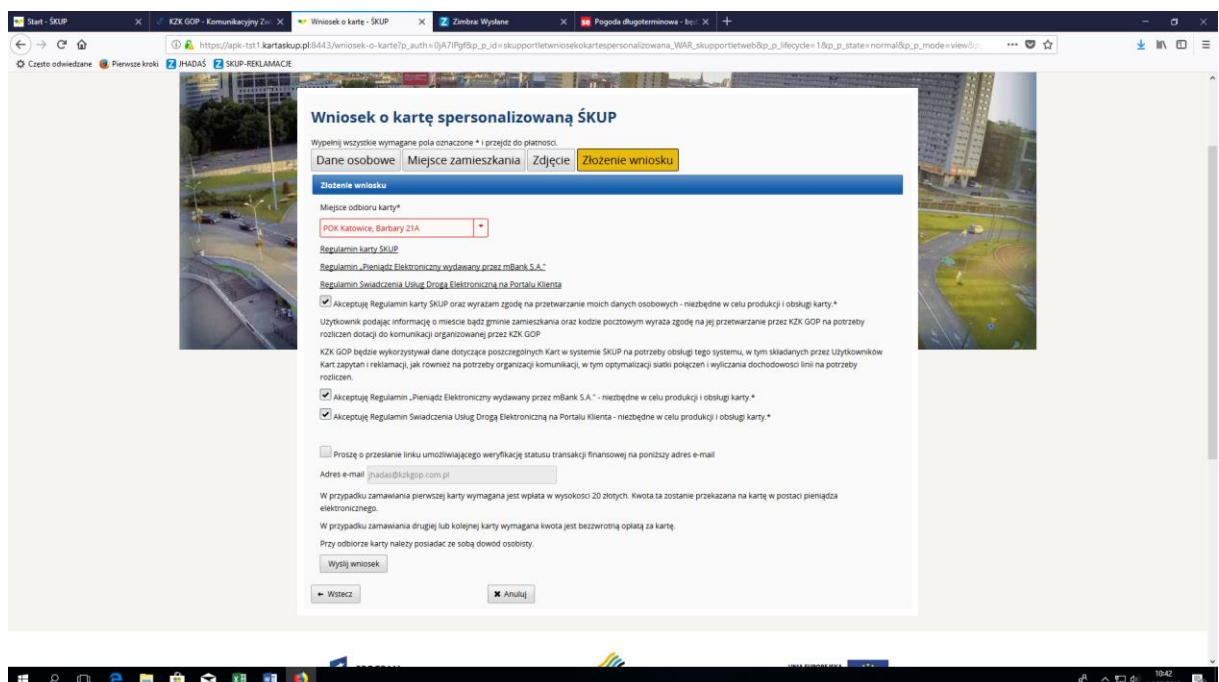 Start - ŚKUP
KZK GOP - Komunikacyjny Zwi
Wniosek o kartę - ŚKUP
Zimbra: Wysłane
Pogoda długoterminowa - będ
https://apk-tst1.kartaskup.pl:8443/wniosek-o-karte?p_auth=0jA7IPgf&p_p_id=skupportletwniosekokartespersonalizowana_WAR_skupportletweb&p_p_lifecycle=1&p_p_state=normal&p_p_mode=view&p
Często odwiedzane Pierwsze kroki JHADAŚ SKUP-REKLAMACJE
Wniosek o kartę spersonalizowaną ŚKUP
Wypełnij wszystkie wymagane pola oznaczone * i przejdź do płatności.
Dane osobowe Miejsce zamieszkania Zdjęcie Złożenie wniosku
Złożenie wniosku
Miejsce odbioru karty*
POK Katowice, Barbary 21A
Regulamin karty ŚKUP
Regulamin „Pieniądz Elektroniczny wydawany przez mBank S.A."
Regulamin Świadczenia Usług Drogą Elektroniczną na Portalu Klienta
Akceptuję Regulamin karty ŚKUP oraz wyrażam zgodę na przetwarzanie moich danych osobowych - niezbędne w celu produkcji i obsługi karty.*
Użytkownik podając informację o mieście bądź gminie zamieszkania oraz kodzie pocztowym wyraża zgodę na jej przetwarzanie przez KZK GOP na potrzeby
rozliczeń dotacji do komunikacji organizowanej przez KZK GOP
KZK GOP będzie wykorzystywał dane dotyczące poszczególnych Kart w systemie ŚKUP na potrzeby obsługi tego systemu, w tym składanych przez Użytkowników
Kart zapytań i reklamacji, jak również na potrzeby organizacji komunikacji, w tym optymalizacji siatki połączeń i wyliczania dochodowości linii na potrzeby
rozliczeń.
Akceptuję Regulamin „Pieniądz Elektroniczny wydawany przez mBank S.A." - niezbędne w celu produkcji i obsługi karty.*
Akceptuję Regulamin Świadczenia Usług Drogą Elektroniczną na Portalu Klienta - niezbędne w celu produkcji i obsługi karty.*
Proszę o przesłanie linku umożliwiającego weryfikację statusu transakcji finansowej na poniższy adres e-mail
Adres e-mail jhadas@kzkgop.com.pl
W przypadku zamawiania pierwszej karty wymagana jest wpłata w wysokości 20 złotych. Kwota ta zostanie przekazana na kartę w postaci pieniądza
elektronicznego.
W przypadku zamawiania drugiej lub kolejnej karty wymagana kwota jest bezzwrotną opłatą za kartę.
Przy odbiorze karty należy posiadać ze sobą dowód osobisty.
Wyślij wniosek
Wstecz Anuluj
10:42